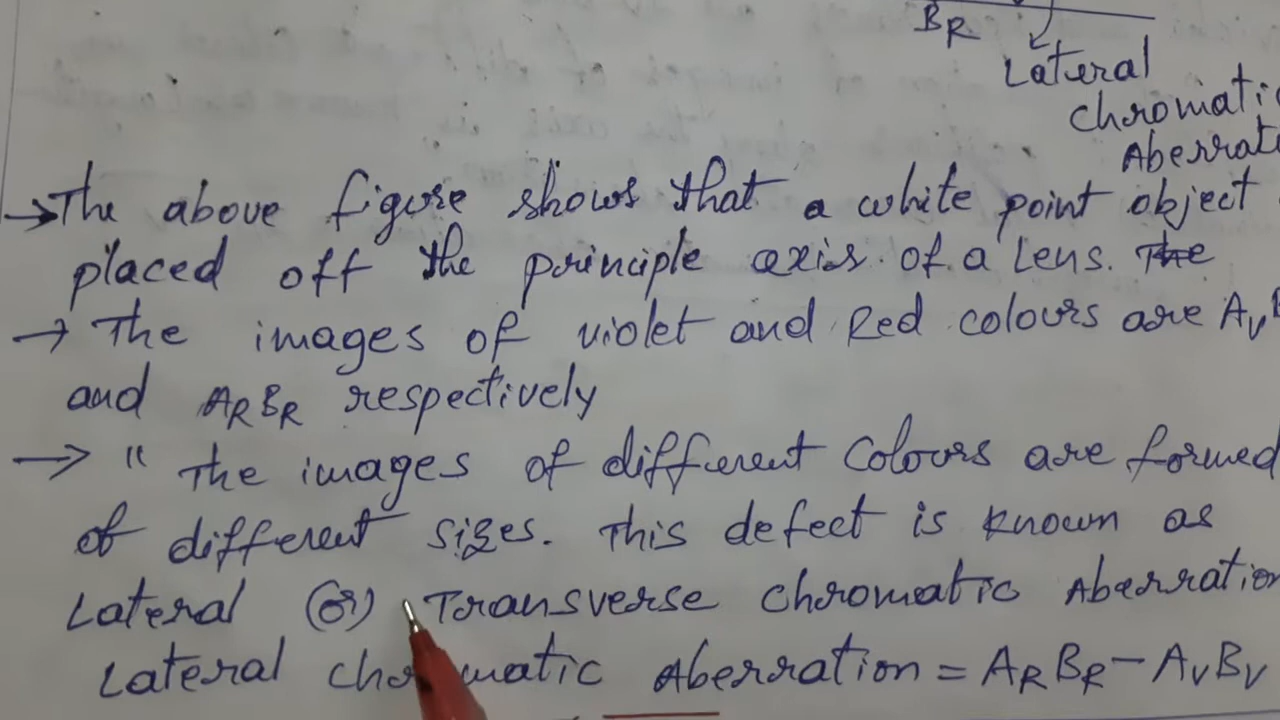 BR
Lateral
chromatic
Aberrati
→ The above figure shows that a white point object
placed off the principle axis of a Lens. The
→ The images of violet and Red colours are AV
and ARBR respectively
→ " The images of different Colours are formed
of different sizes. This defect is known as
Lateral (or) Transverse chromatic Aberration
Lateral chromatic Aberration = ARBR - AVBV